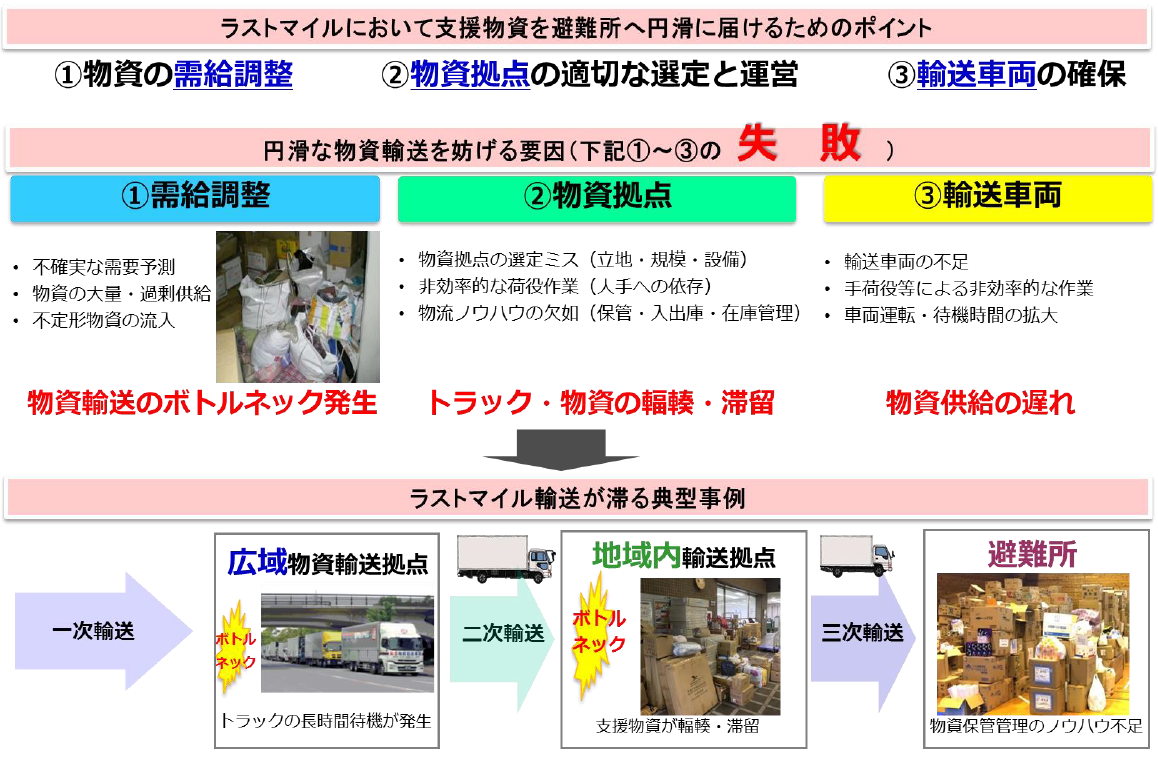 ラストマイルにおいて支援物資を避難所へ円滑に届けるためのポイント
①物資の需給調整
②物資拠点の適切な選定と運営
③輸送車両の確保
円滑な物資輸送を妨げる要因（下記①～③の 失 敗 ）
①需給調整
・ 不確実な需要予測
・ 物資の大量・過剰供給
・ 不定形物資の流入
物資輸送のボトルネック発生
②物資拠点
・ 物資拠点の選定ミス（立地・規模・設備）
・ 非効率的な荷役作業（人手への依存）
・ 物流ノウハウの欠如（保管・入出庫・在庫管理）
トラック・物資の輻輳・滞留
③輸送車両
・ 輸送車両の不足
・ 手荷役等による非効率的な作業
・ 車両運転・待機時間の拡大
物資供給の遅れ
ラストマイル輸送が滞る典型事例
一次輸送
広域物資輸送拠点
ボトル
ネック
トラックの長時間待機が発生
二次輸送
地域内輸送拠点
ボトル
ネック
支援物資が輻輳・滞留
三次輸送
避難所
物資保管管理のノウハウ不足